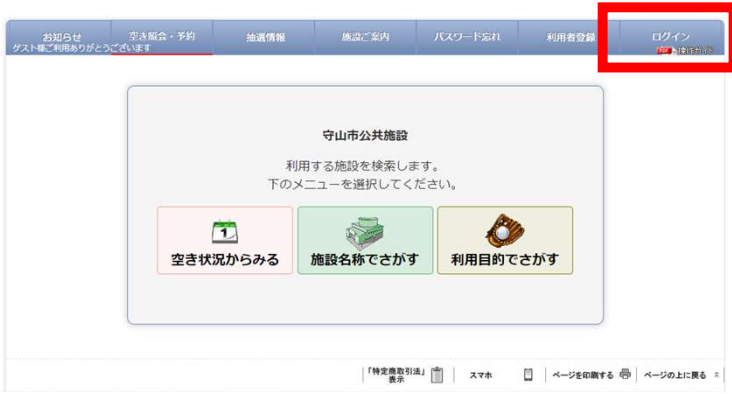 お知らせ
空き照会・予約
抽選情報
施設ご案内
パスワード忘れ
利用者登録
ログイン
ゲスト様ご利用ありがとうございます
操作ガイド
守山市公共施設
利用する施設を検索します。
下のメニューを選択してください。
1
空き状況からみる
施設名称でさがす
利用目的でさがす
「特定商取引法」
表示
スマホ
ページを印刷する
ページの上に戻る